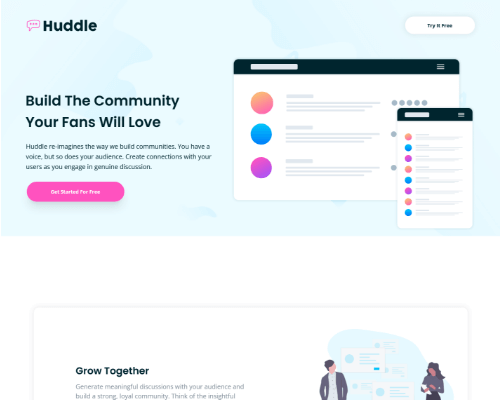 Huddle
Try It Free
Build The Community
Your Fans Will Love
Huddle re-imagines the way we build communities. You have a
voice, but so does your audience. Create connections with your
users as you engage in genuine discussion.
Get Started For Free
Grow Together
Generate meaningful discussions with your audience and
build a strong, loyal community. Think of the insightful